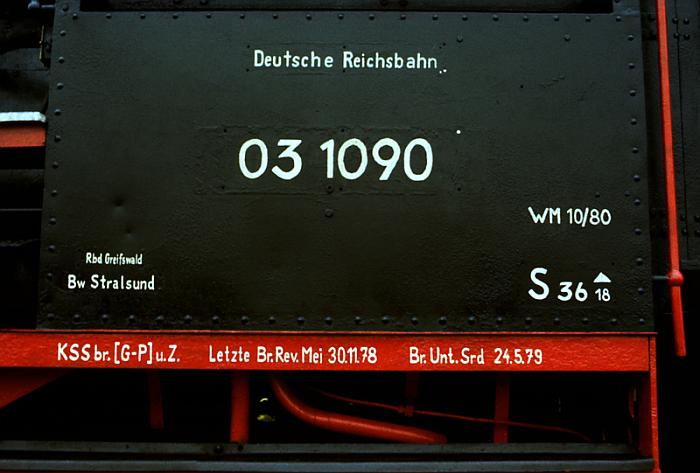 Deutsche Reichsbahn
03 1090
WM 10/80
Rbd Greifswald
Bw Stralsund
S 36 18
KSS br. [G-P] u. Z. Letzte Br. Rev. Mei 30.11.78 Br. Unt. Srd 24.5.79